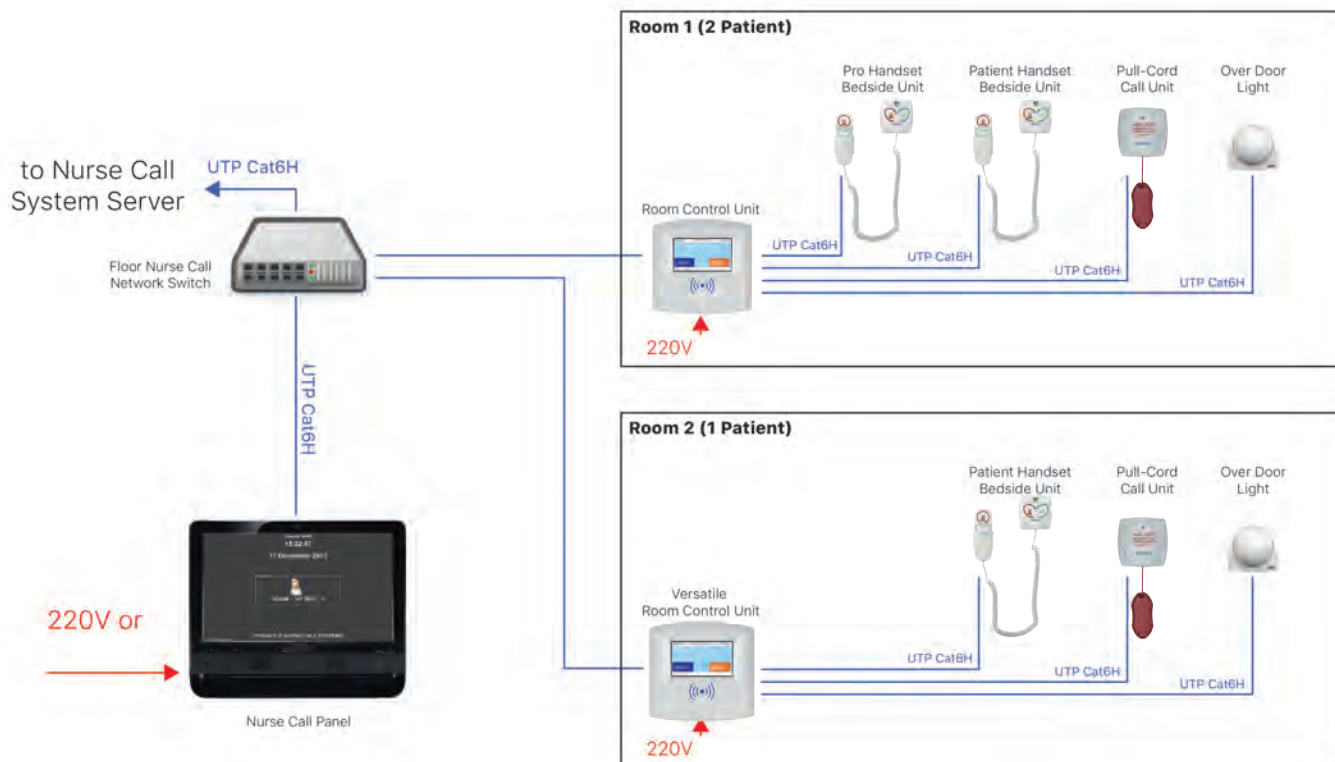 Room 1 (2 Patient)
Pro Handset
Bedside Unit
Patient Handset
Bedside Unit
Pull-Cord
Call Unit
Over Door
Light
to Nurse Call
System Server
UTP Cat6H
Room Control Unit
Floor Nurse Call
Network Switch
UTP Cat6H
UTP Cat6H
UTP Cat6H
220V
UTP Cat6H
Room 2 (1 Patient)
Patient Handset
Bedside Unit
Pull-Cord
Call Unit
Over Door
Light
220V or
Nurse Call Panel
Versatile
Room Control Unit
UTP Cat6H
UTP Cat6H
UTP Cat6H
220V